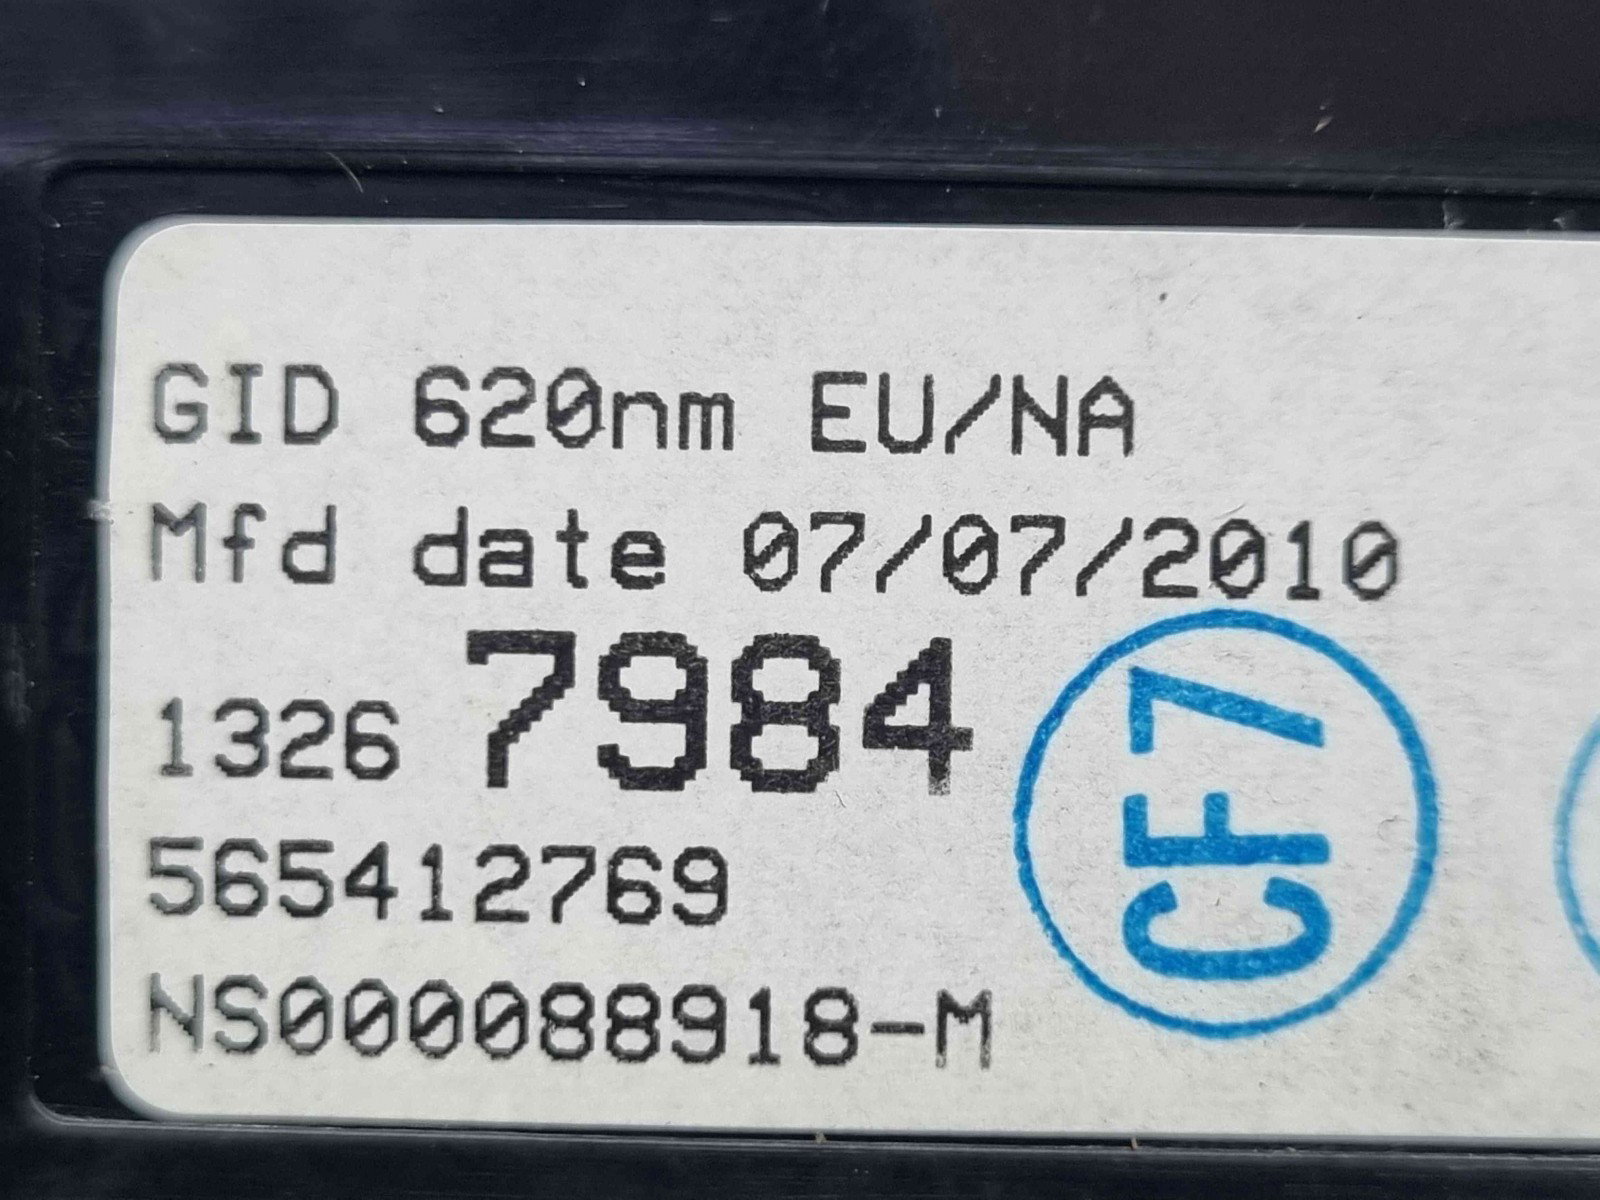 GID 620nm EU/NA
Mfd date 07/07/2010
1326 7984
565412769
NS000088918-M
CF7